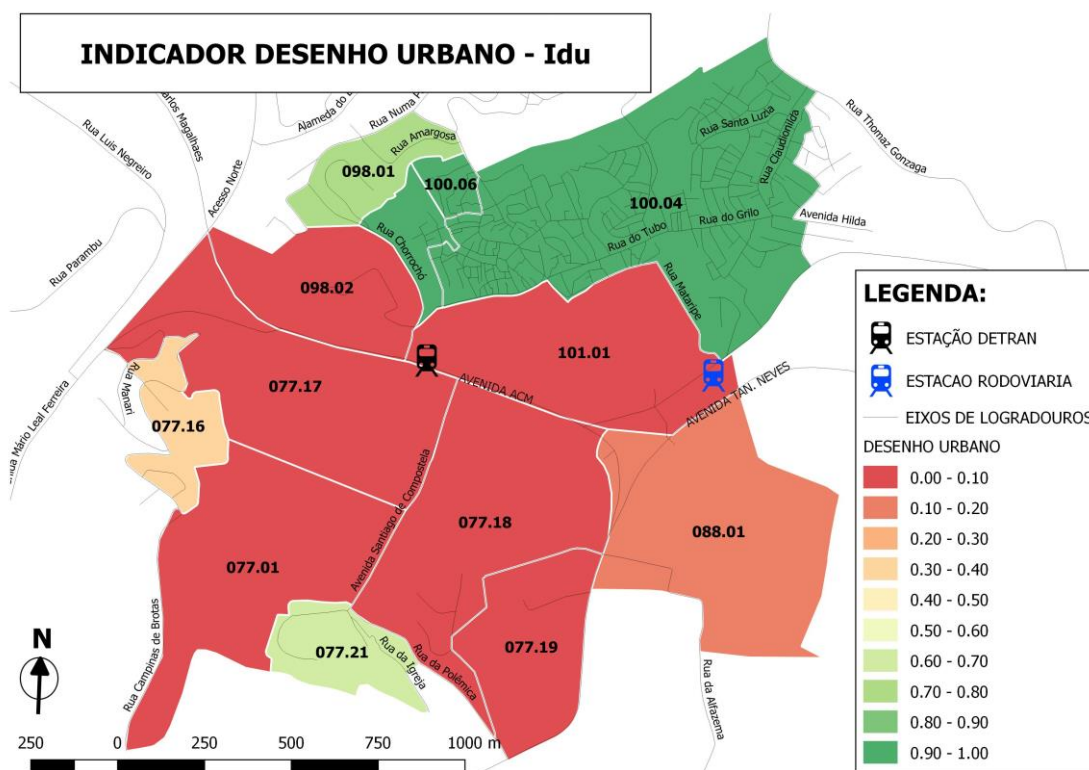 INDICADOR DESENHO URBANO - Idu
Rua Luis Negreiro
Magalhaes
Alameda do
Rua Numa
Acesso Norte
Rua Parambu
Rua Amargosa
098.01
100.06
Rua Chorrochó
Rua Santa Luzia
Rua Claudionilda
Rua Thomaz Gonzaga
100.04
Rua do Grilo
Avenida Hilda
Rua do Tubo
Rua Mataripe
098.02
101.01
077.17
AVENIDA ACM
AVENIDA TAN. NEVES
Mário Leal Ferreira
Rua Manari
077.16
Avenida Santiago de Compostela
077.18
088.01
077.01
077.21
Rua da Igreja
Rua da Polêmica
077.19
Rua Campinas de Brotas
Rua da Alfazema
N
250 0 250 500 750 1000 m
LEGENDA:
ESTAÇÃO DETRAN
ESTACAO RODOVIARIA
EIXOS DE LOGRADOUROS
DESENHO URBANO
0.00 - 0.10
0.10 - 0.20
0.20 - 0.30
0.30 - 0.40
0.40 - 0.50
0.50 - 0.60
0.60 - 0.70
0.70 - 0.80
0.80 - 0.90
0.90 - 1.00